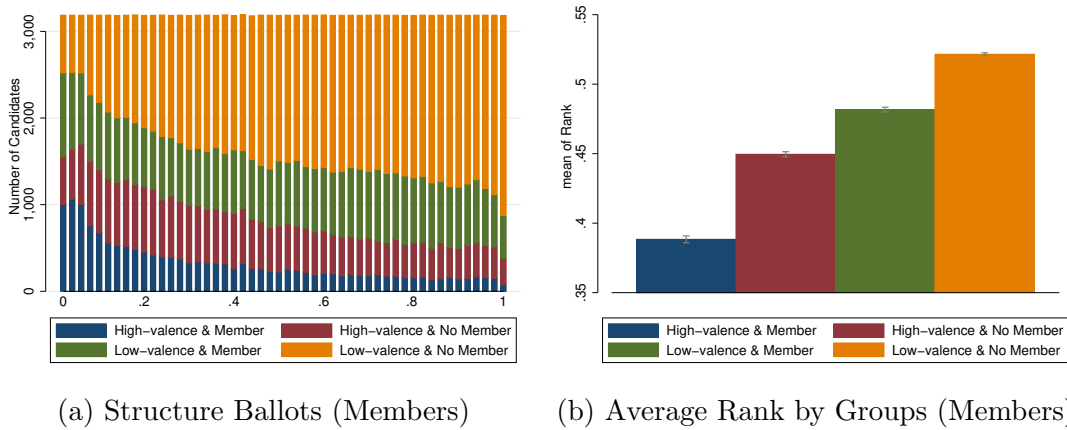 Number of Candidates
3,000
2,000
1,000
0
0 .2 .4 .6 .8 1
High-valence & Member High-valence & No Member
Low-valence & Member Low-valence & No Member
(a) Structure Ballots (Members)
mean of Rank
.55
.5
.45
.4
.35
High-valence & Member High-valence & No Member
Low-valence & Member Low-valence & No Member
(b) Average Rank by Groups (Members)